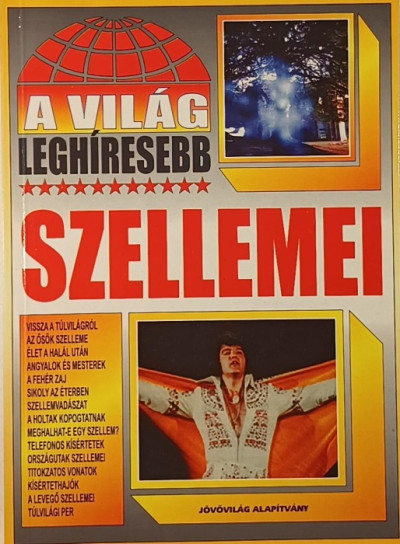 A VILÁG
LEGHÍRESEBB
SZELLEMEI
VISSZA A TÚLVILÁGRÓL
AZ ŐSÖK SZELLEME
ÉLET A HALÁL UTÁN
ANGYALOK ÉS MESTEREK
A FEHÉR ZAJ
SIKOLY AZ ÉTERBEN
SZELLEMVADÁSZAT
A HOLTAK KOPOGTATNAK
MEGHALHAT-E EGY SZELLEM?
TELEFONOS KÍSÉRTETEK
ORSZÁGUTAK SZELLEMEI
TITOKZATOS VONATOK
KÍSÉRTETHAJÓK
A LEVEGŐ SZELLEMEI
TÚLVILÁGI PER
JÖVŐVILÁG ALAPÍTVÁNY